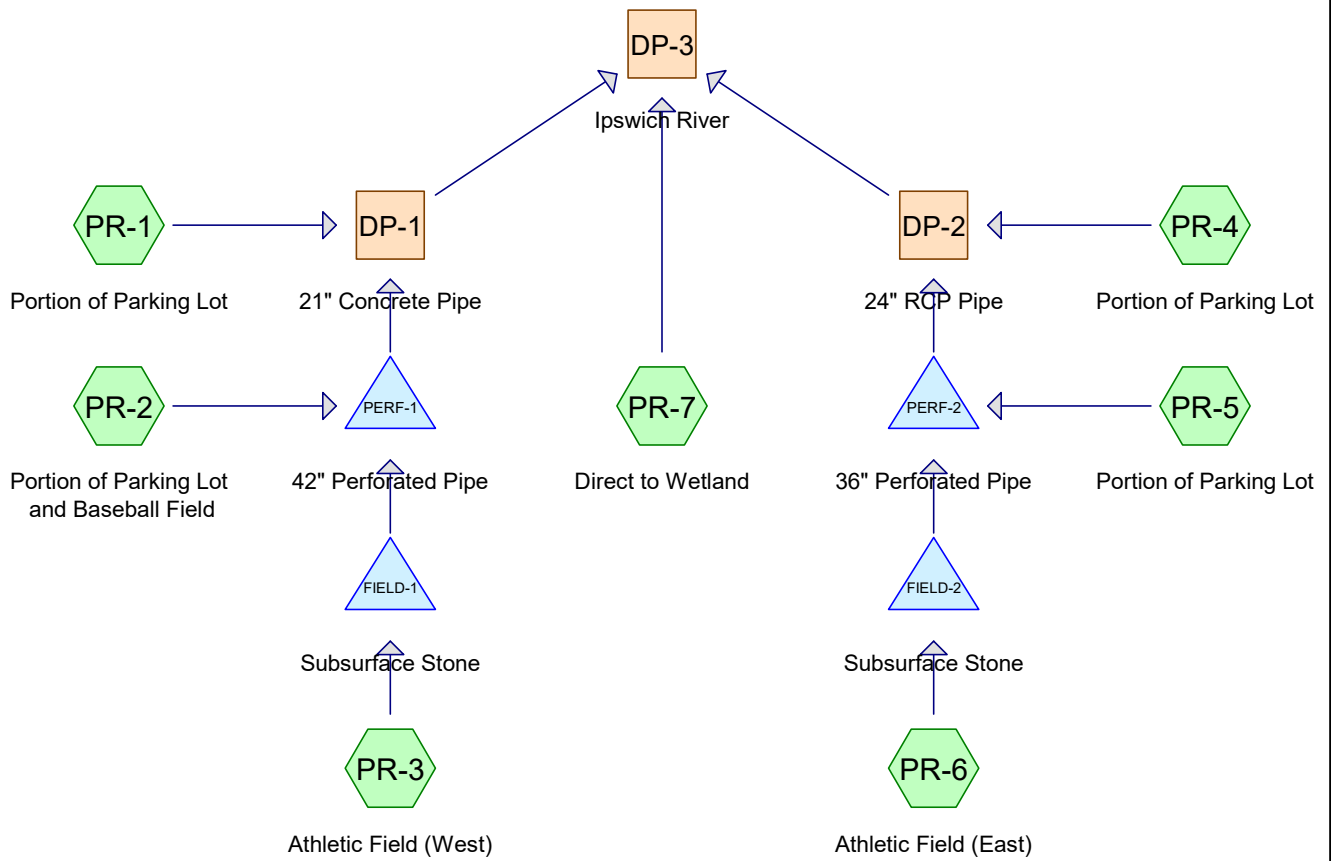 DP-3
Ipswich River
PR-1
DP-1
DP-2
PR-4
Portion of Parking Lot
21" Concrete Pipe
24" RCP Pipe
Portion of Parking Lot
PR-2
PERF-1
PR-7
PERF-2
PR-5
Portion of Parking Lot
and Baseball Field
42" Perforated Pipe
Direct to Wetland
36" Perforated Pipe
Portion of Parking Lot
FIELD-1
FIELD-2
Subsurface Stone
Subsurface Stone
PR-3
PR-6
Athletic Field (West)
Athletic Field (East)